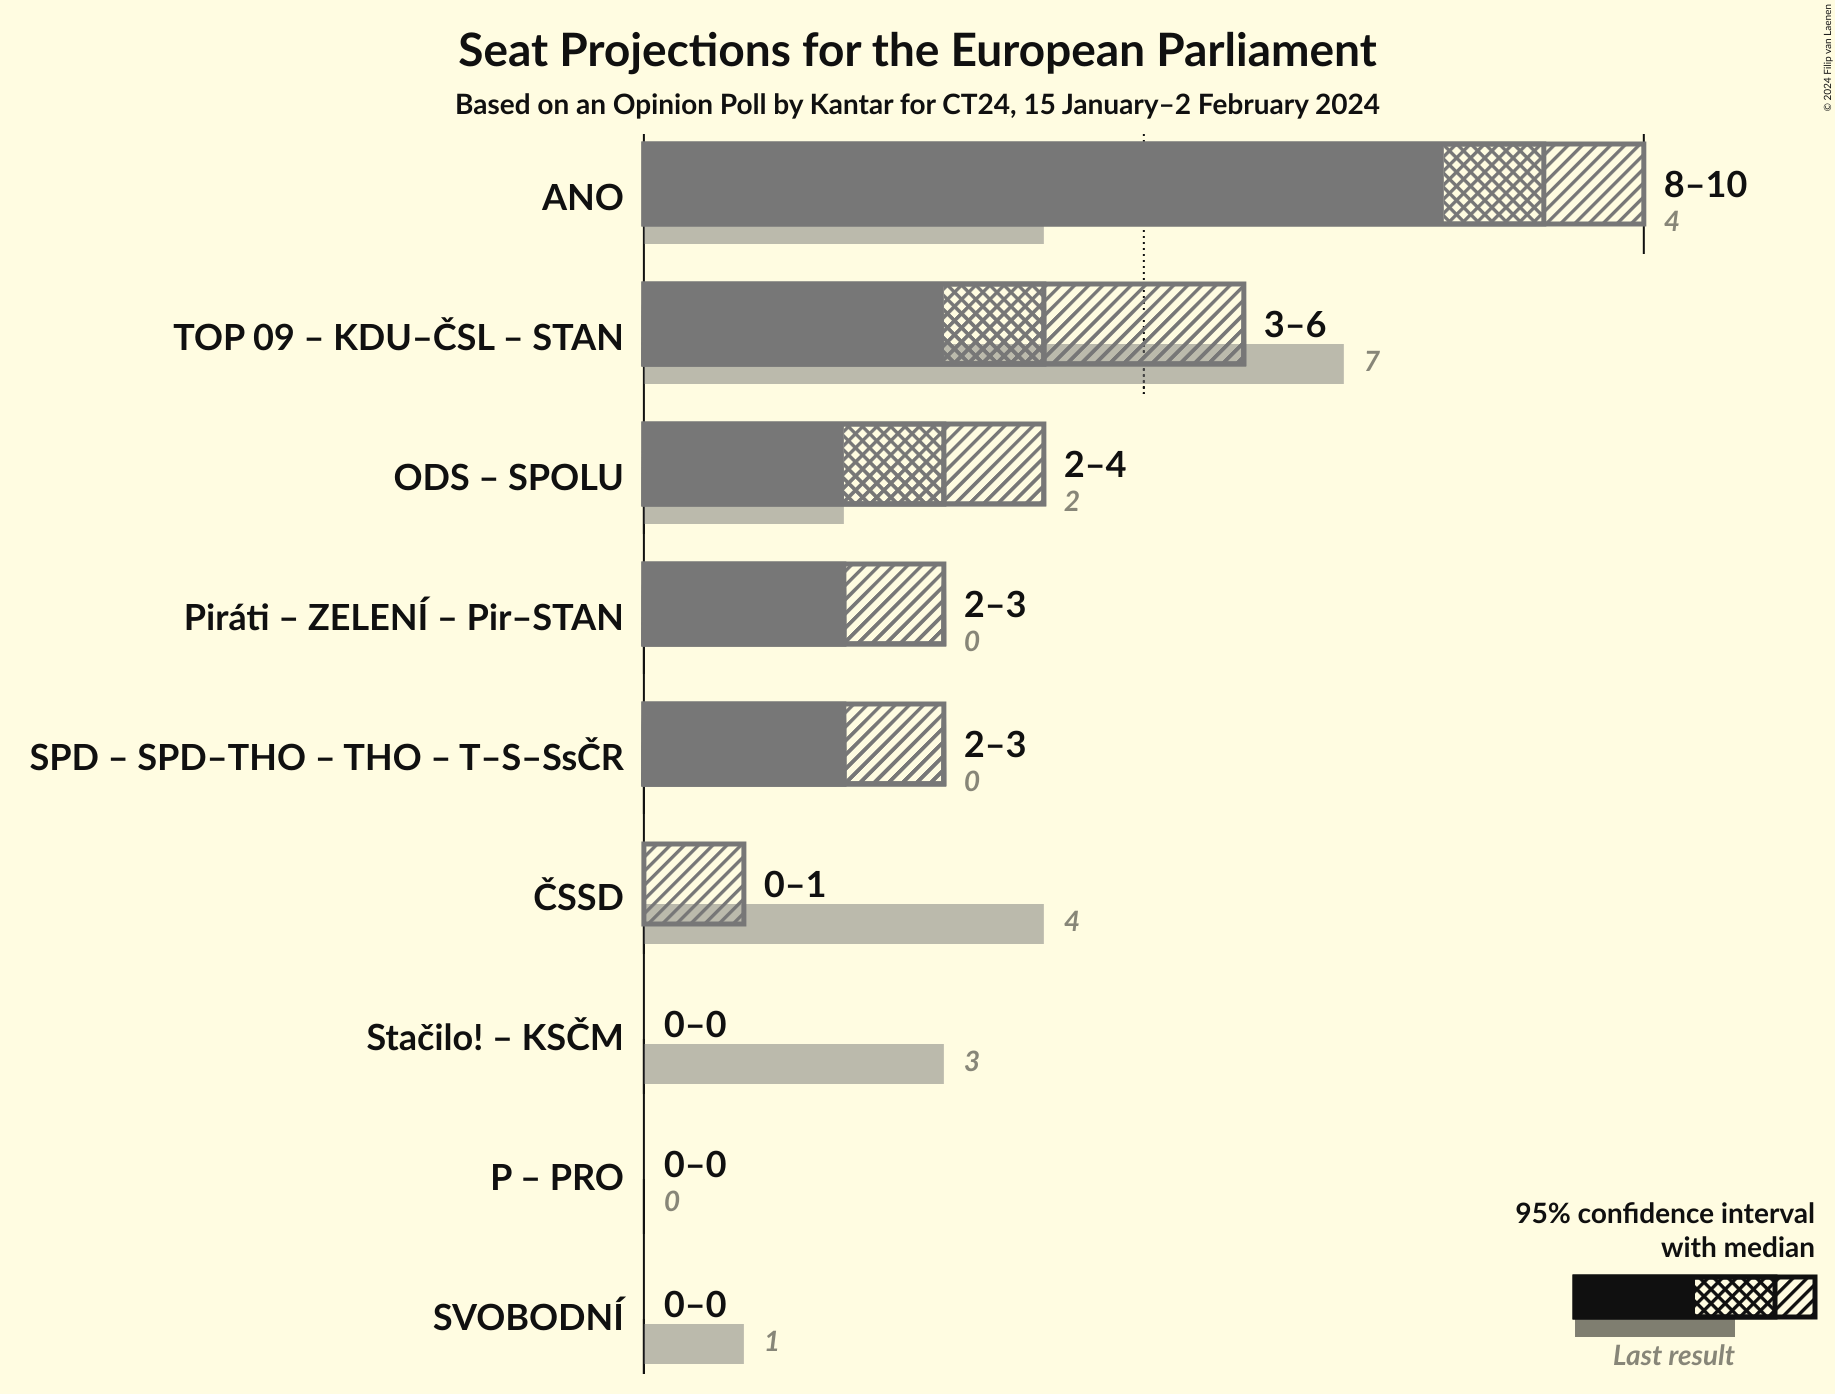 Seat Projections for the European Parliament
Based on an Opinion Poll by Kantar for CT24, 15 January–2 February 2024
© 2024 Filip van Laenen
ANO
8–10
4
TOP 09 – KDU–ČSL – STAN
3–6
7
ODS – SPOLU
2–4
2
Piráti – ZELENÍ – Pir–STAN
2–3
0
SPD – SPD–THO – THO – T–S–SsČR
2–3
0
ČSSD
0–1
4
Stačilo! – KSČM
0–0
3
P – PRO
0–0
0
SVOBODNÍ
0–0
1
95% confidence interval
with median
Last result